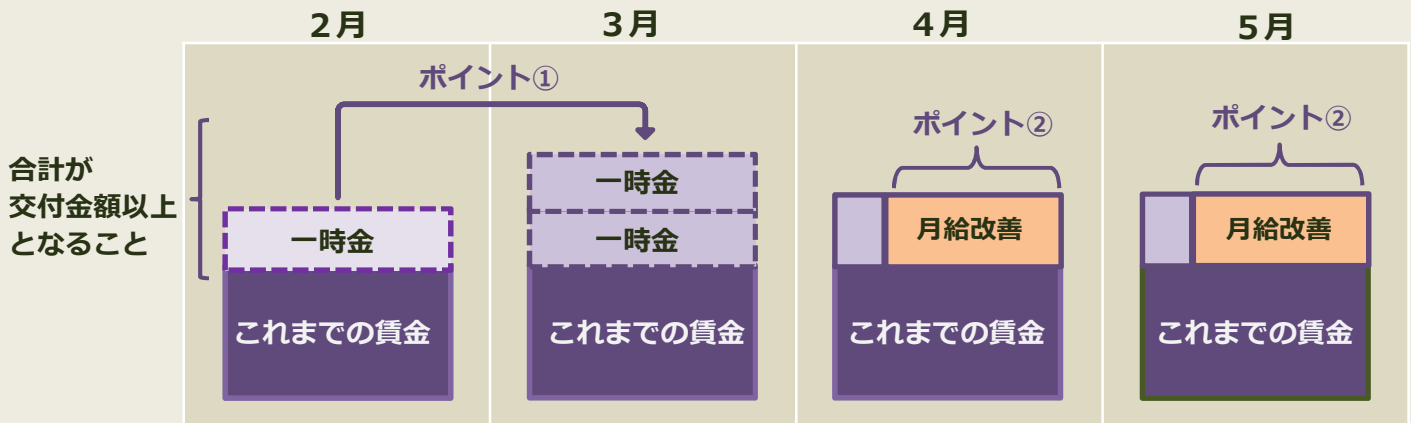 2月
3月
4月
5月
ポイント①
ポイント②
ポイント②
合計が
交付金額以上
となること
一時金
一時金
一時金
月給改善
月給改善
これまでの賃金
これまでの賃金
これまでの賃金
これまでの賃金